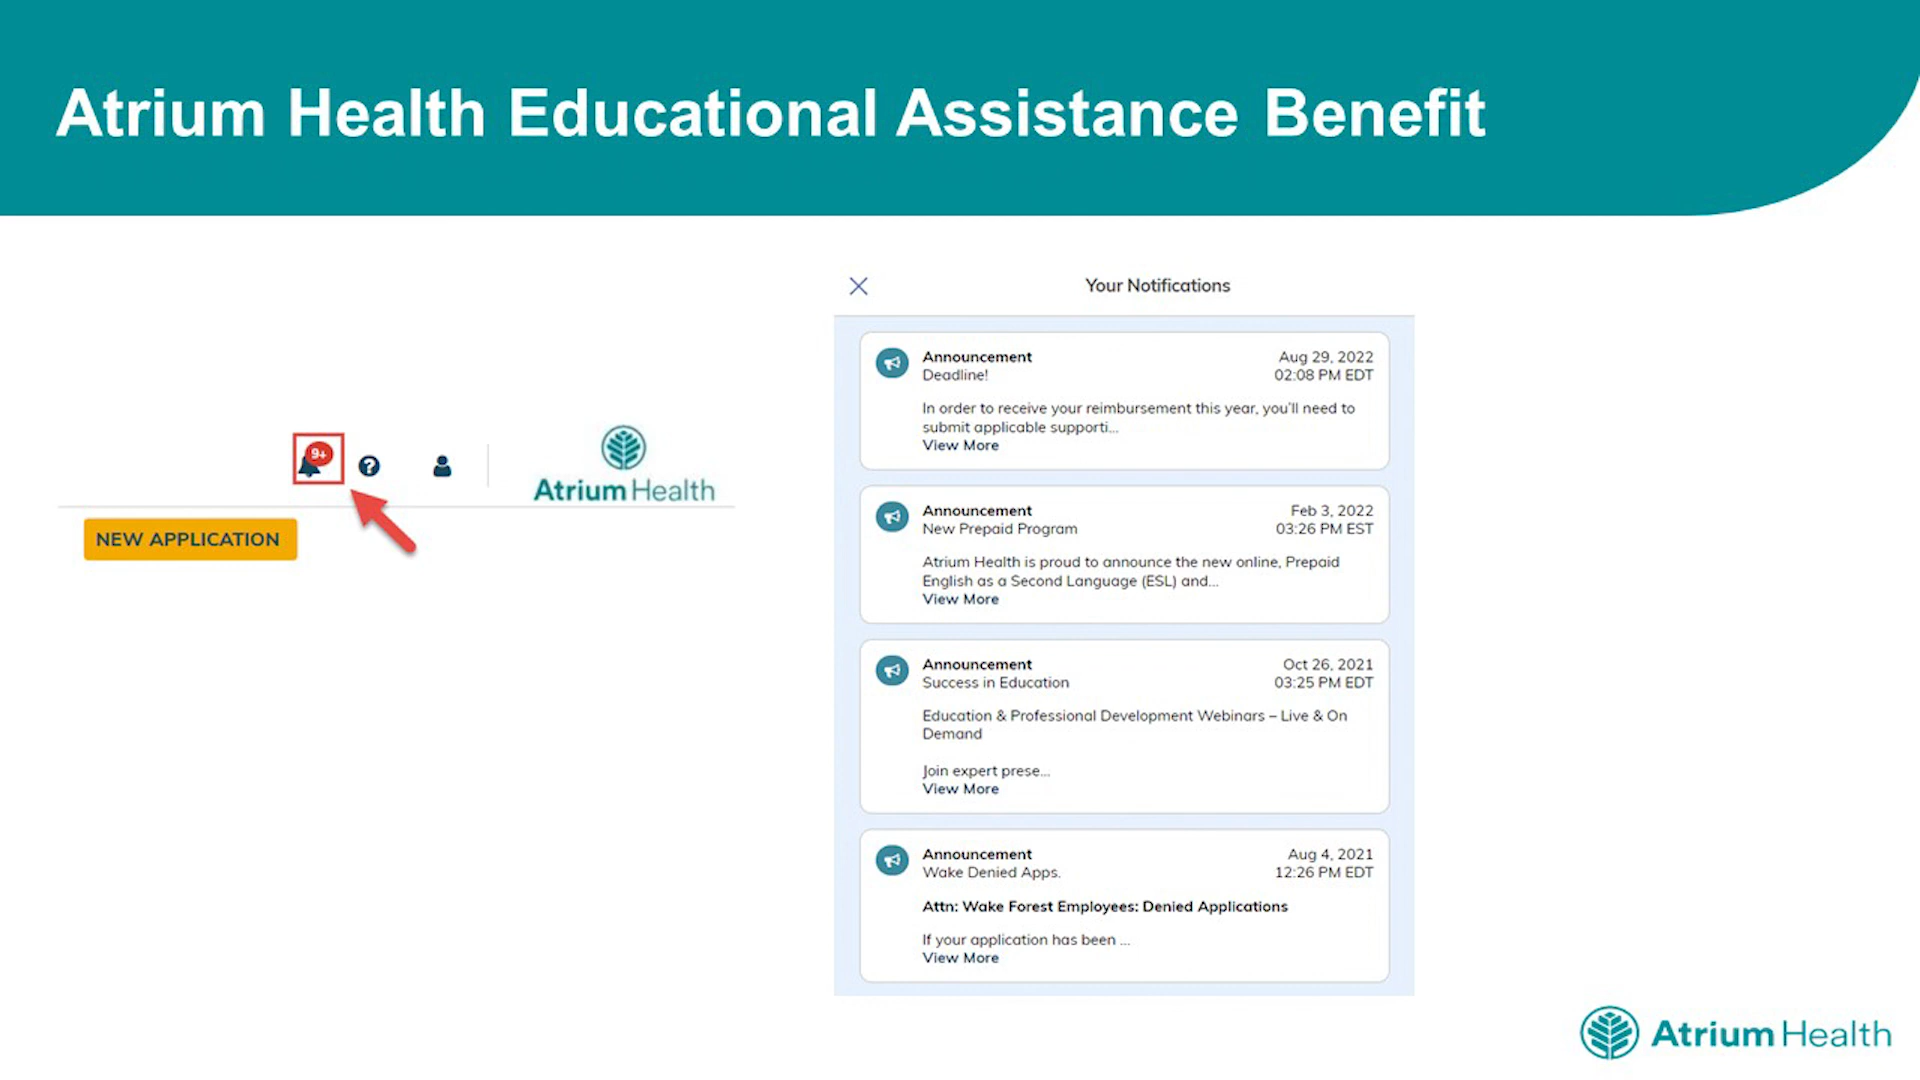 Atrium Health Educational Assistance Benefit
9+
?
Atrium Health
NEW APPLICATION
Your Notifications
Announcement
Aug 29, 2022
Deadline!
02:08 PM EDT
In order to receive your reimbursement this year, you'll need to
submit applicable supporti...
View More
Announcement
Feb 3, 2022
New Prepaid Program
03:26 PM EST
Atrium Health is proud to announce the new online, Prepaid
English as a Second Language (ESL) and...
View More
Announcement
Oct 26, 2021
Success in Education
03:25 PM EDT
Education & Professional Development Webinars – Live & On
Demand
Join expert prese...
View More
Announcement
Aug 4, 2021
Wake Denied Apps.
12:26 PM EDT
Attn: Wake Forest Employees: Denied Applications
If your application has been ...
View More
Atrium Health